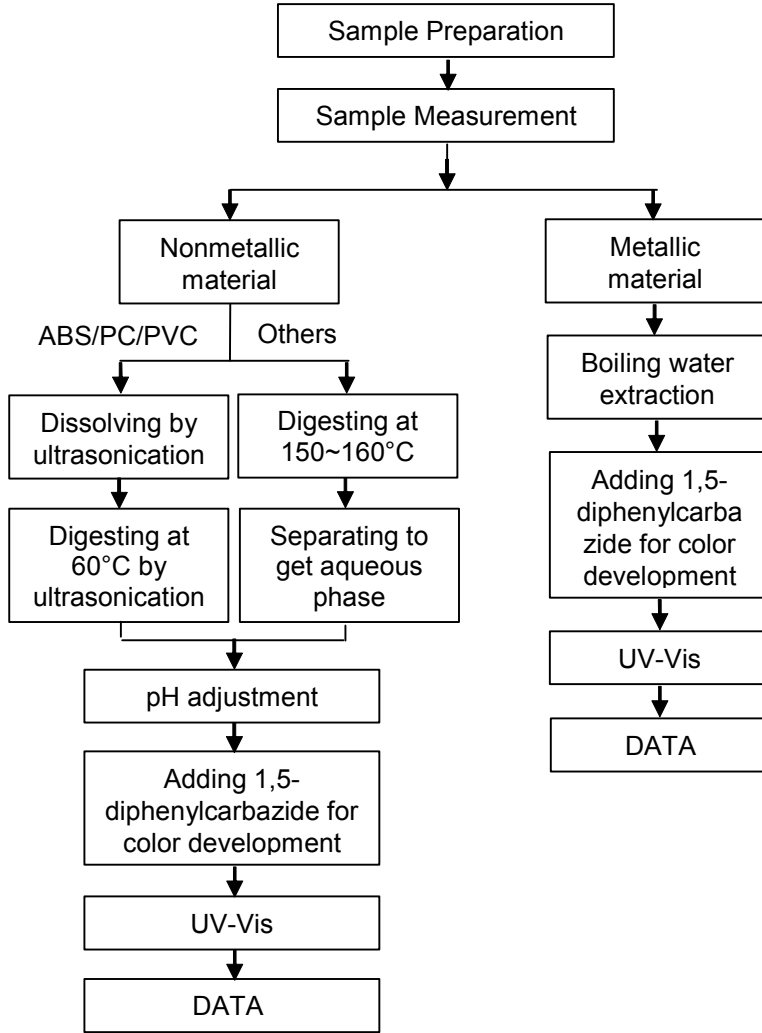 Sample Preparation
Sample Measurement
Nonmetallic
material
ABS/PC/PVC
Others
Dissolving by
ultrasonication
Digesting at
150~160°C
Digesting at
60°C by
ultrasonication
Separating to
get aqueous
phase
pH adjustment
Adding 1,5-
diphenylcarbazide for
color development
UV-Vis
DATA
Metallic
material
Boiling water
extraction
Adding 1,5-
diphenylcarba
zide for color
development
UV-Vis
DATA